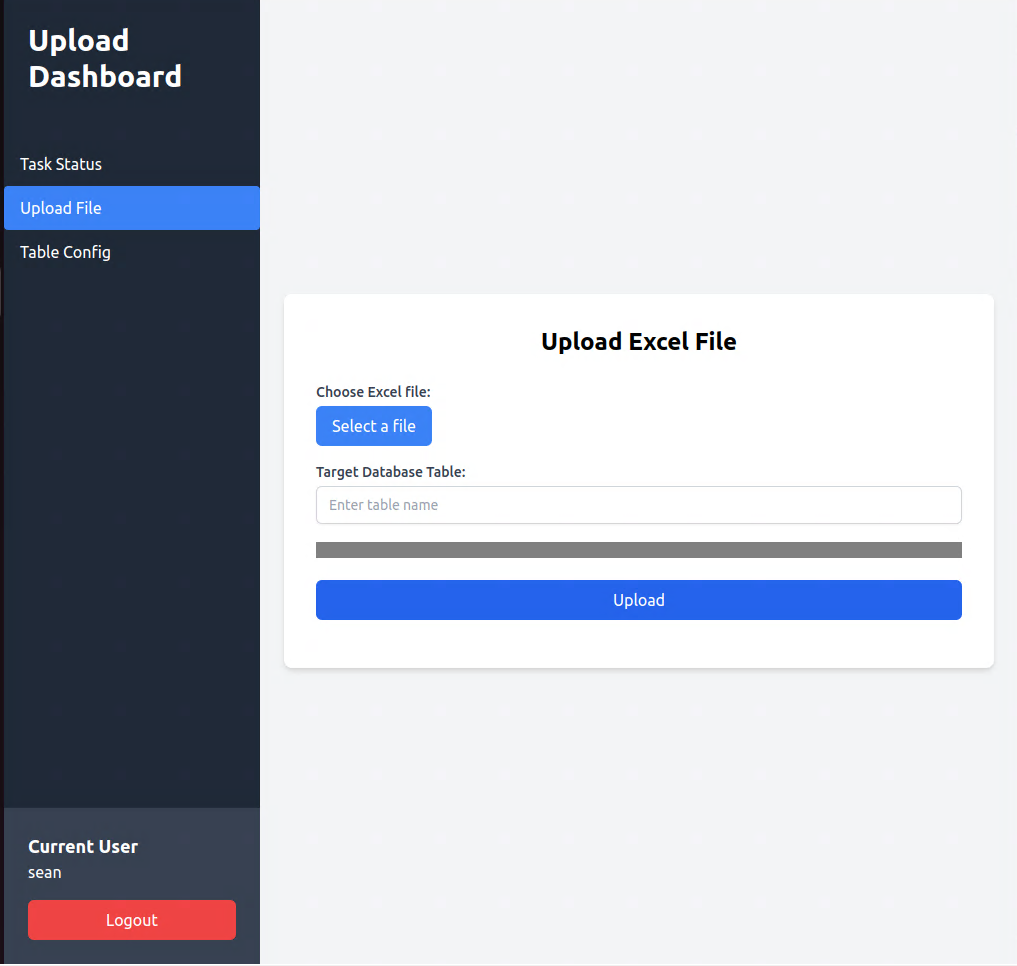 Upload
Dashboard
Task Status
Upload File
Table Config
Upload Excel File
Choose Excel file:
Select a file
Target Database Table:
Enter table name
Upload
Current User
sean
Logout